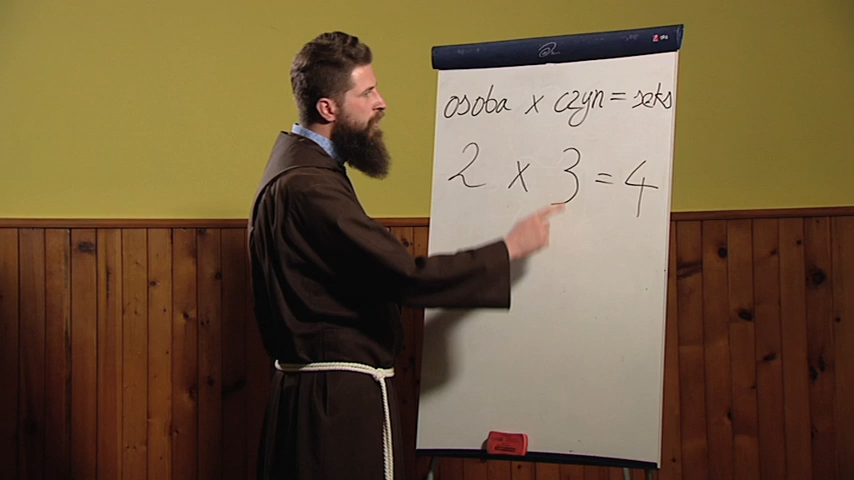 osoba x czyn = seks
2 x 3 = 4